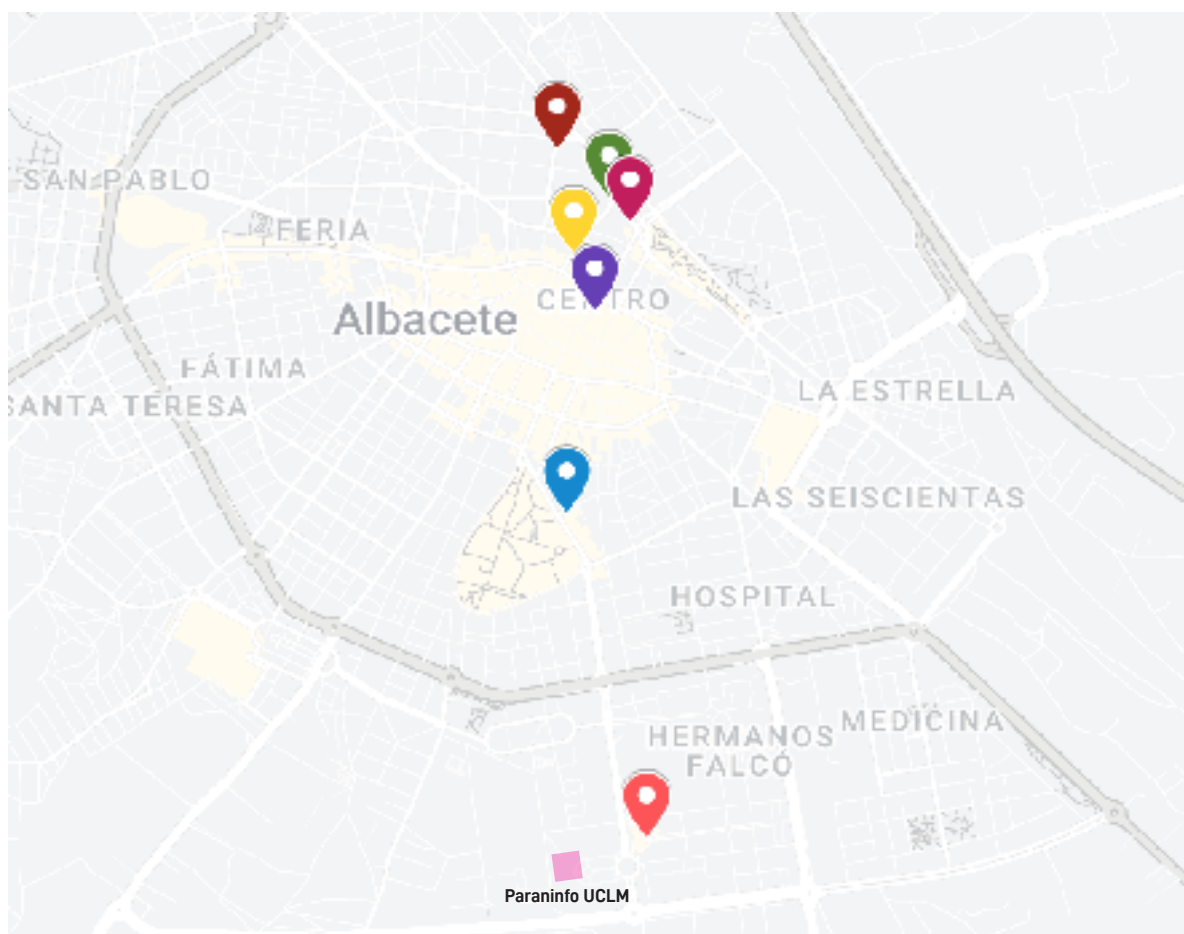 SAN PABLO
FERIA
CENTRO
Albacete
FÁTIMA
SANTA TERESA
LA ESTRELLA
LAS SEISCIENTAS
HOSPITAL
HERMANOS
FALCÓ
MEDICINA
Paraninfo UCLM